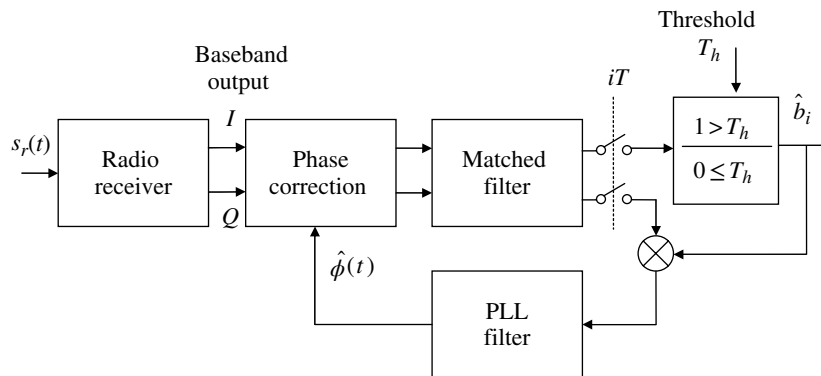 Threshold
T_h
Baseband
output
iT
s_r(t)
Radio
receiver
I
Q
Phase
correction
Matched
filter
1 > T_h
0 ≤ T_h
b̂_i
ϕ̂(t)
PLL
filter